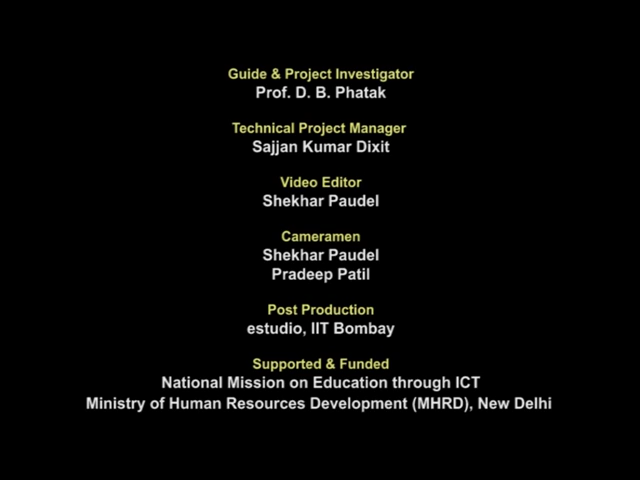 Guide & Project Investigator
Prof. D. B. Phatak
Technical Project Manager
Sajjan Kumar Dixit
Video Editor
Shekhar Paudel
Cameramen
Shekhar Paudel
Pradeep Patil
Post Production
estudio, IIT Bombay
Supported & Funded
National Mission on Education through ICT
Ministry of Human Resources Development (MHRD), New Delhi